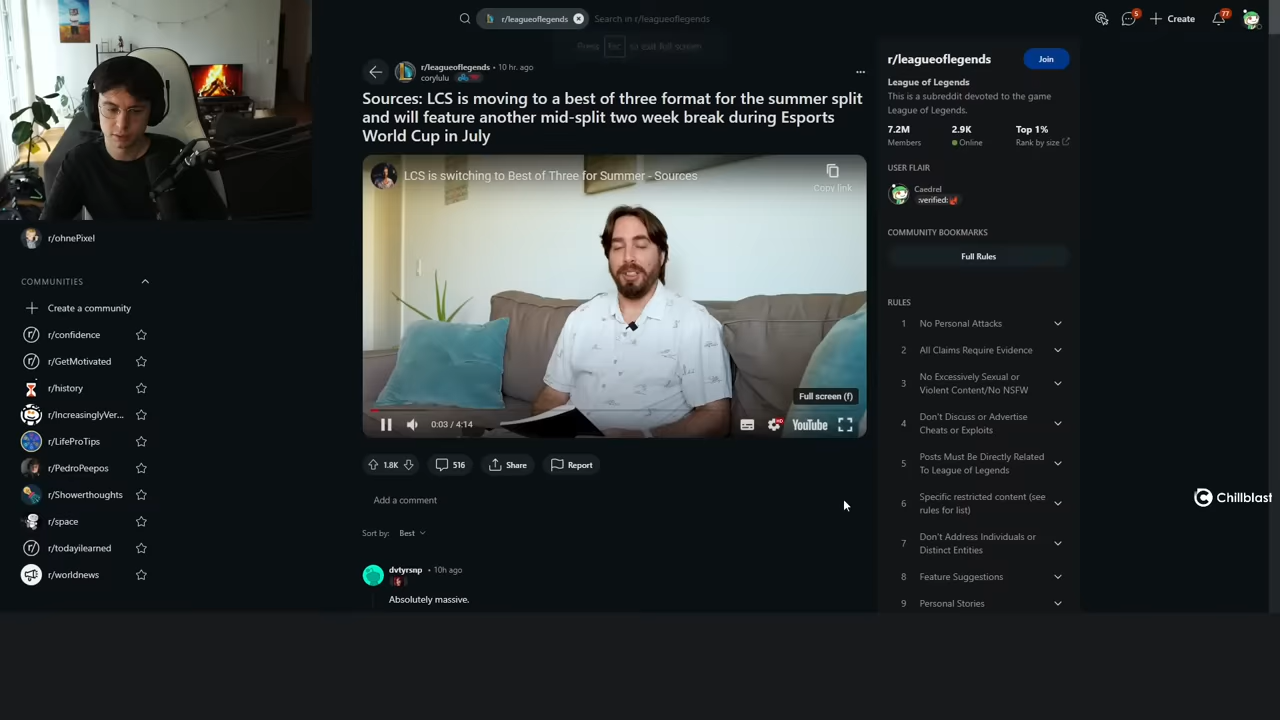 r/leagueoflegends
Search in r/leagueoflegends
5
Create
77
Press Esc to exit full screen
r/leagueoflegends • 10 hr. ago
corylulu
Sources: LCS is moving to a best of three format for the summer split
and will feature another mid-split two week break during Esports
World Cup in July
LCS is switching to Best of Three for Summer - Sources
Copy link
Full screen (f)
0:03 / 4:14
HD
YouTube
1.8K
516
Share
Report
Add a comment
Sort by: Best
dvtyrsnp • 10h ago
Absolutely massive.
r/ohnePixel
COMMUNITIES
Create a community
r/confidence
r/GetMotivated
r/history
r/IncreasinglyVer...
r/LifeProTips
r/PedroPeepos
r/Showerthoughts
r/space
r/todayilearned
r/worldnews
r/leagueoflegends
Join
League of Legends
This is a subreddit devoted to the game
League of Legends.
7.2M 2.9K Top 1%
Members Online Rank by size
USER FLAIR
Caedrel
:verified:
COMMUNITY BOOKMARKS
Full Rules
RULES
1 No Personal Attacks
2 All Claims Require Evidence
3 No Excessively Sexual or
Violent Content/No NSFW
4 Don't Discuss or Advertise
Cheats or Exploits
5 Posts Must Be Directly Related
To League of Legends
6 Specific restricted content (see
rules for list)
7 Don't Address Individuals or
Distinct Entities
8 Feature Suggestions
9 Personal Stories
Chillblast